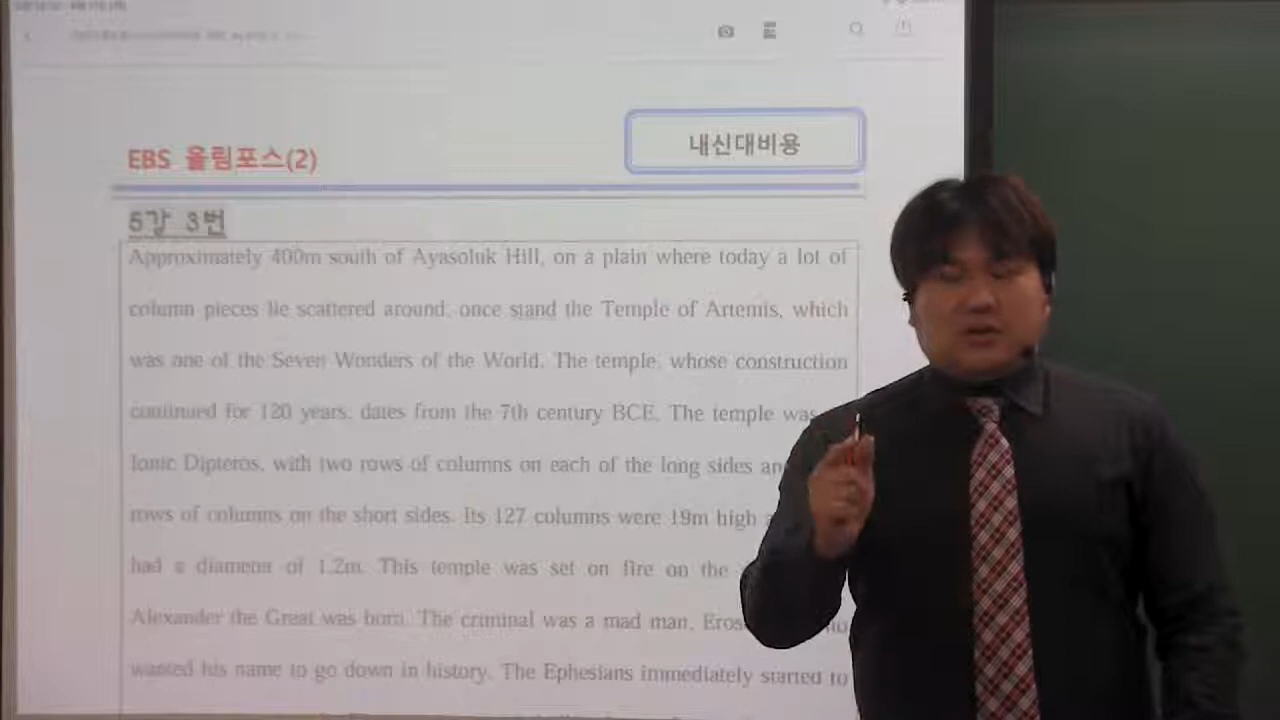 내신대비용
EBS 올림포스(2)
5강 3번
Approximately 400m south of Ayasoluk Hill, on a plain where today a lot of
column pieces lie scattered around, once stand the Temple of Artemis, which
was one of the Seven Wonders of the World. The temple, whose construction
continued for 120 years, dates from the 7th century BCE. The temple was
Ionic Dipteros, with two rows of columns on each of the long sides an
rows of columns on the short sides. Its 127 columns were 19m high
had a diameter of 1.2m. This temple was set on fire on the
Alexander the Great was born. The criminal was a mad man, Eros
wanted his name to go down in history. The Ephesians immediately started to